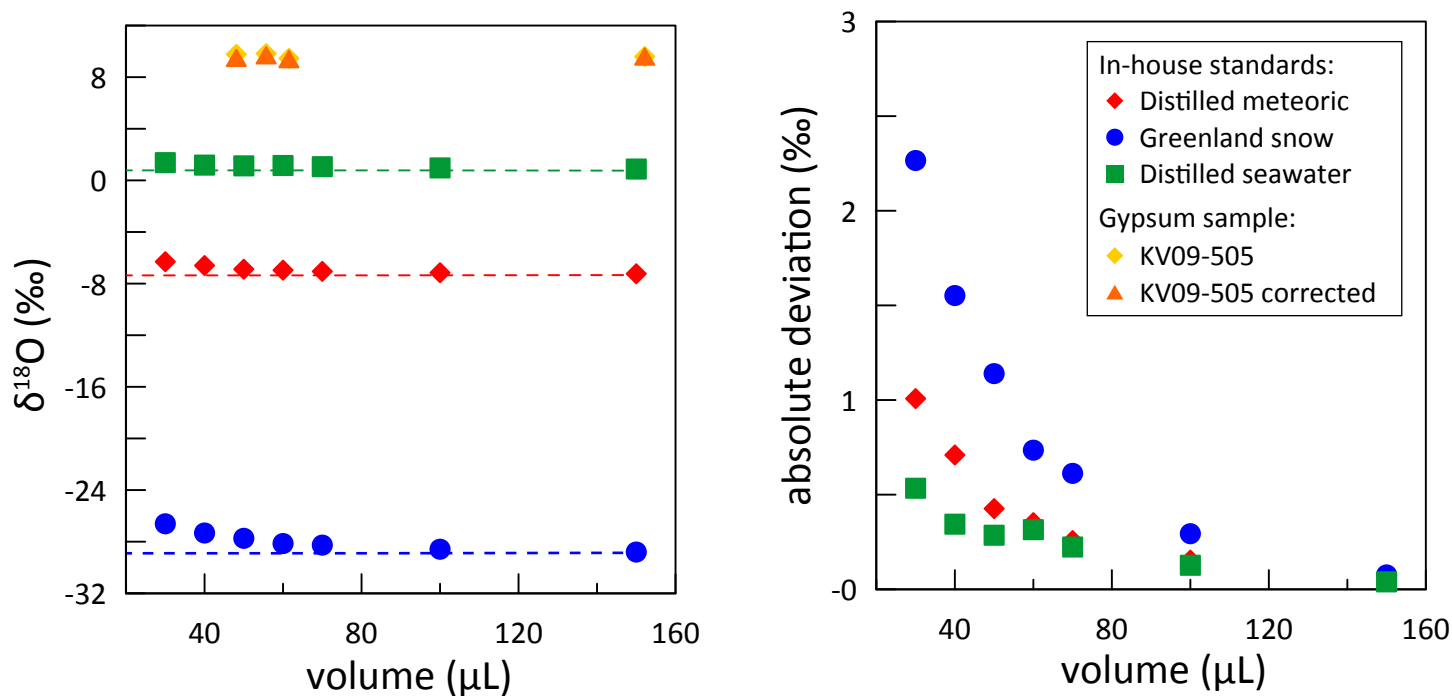 8
0
-8
-16
-24
-32
δ18O (‰)
40
80
120
160
volume (µL)
3
2
1
-0
absolute deviation (‰)
40
80
120
160
volume (µL)
In-house standards:
Distilled meteoric
Greenland snow
Distilled seawater
Gypsum sample:
KV09-505
KV09-505 corrected